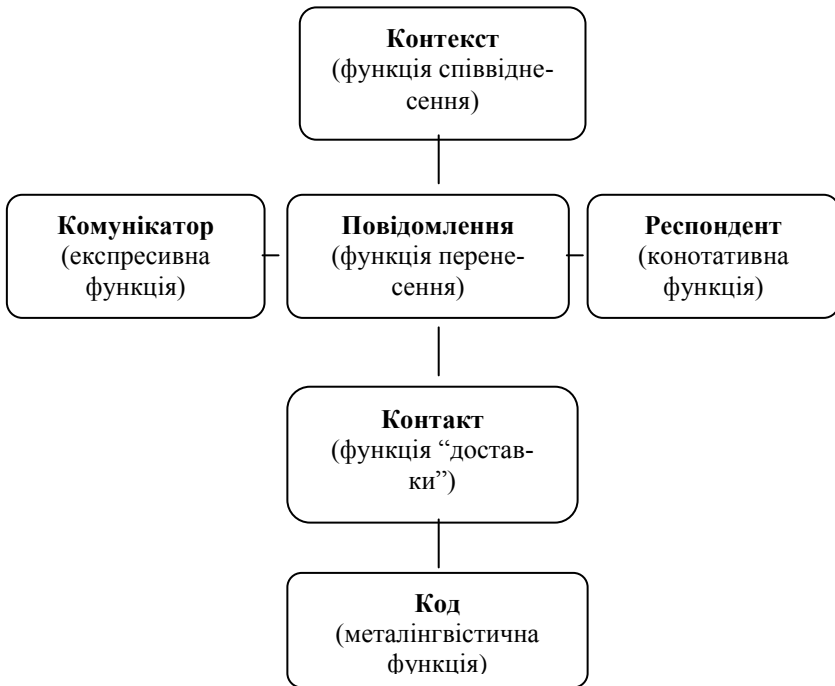 Контекст
(функція співвідне-
сення)
Комунікатор
(експресивна
функція)
Повідомлення
(функція перене-
сення)
Респондент
(конотативна
функція)
Контакт
(функція “достав-
ки”)
Код
(металінгвістична
функція)